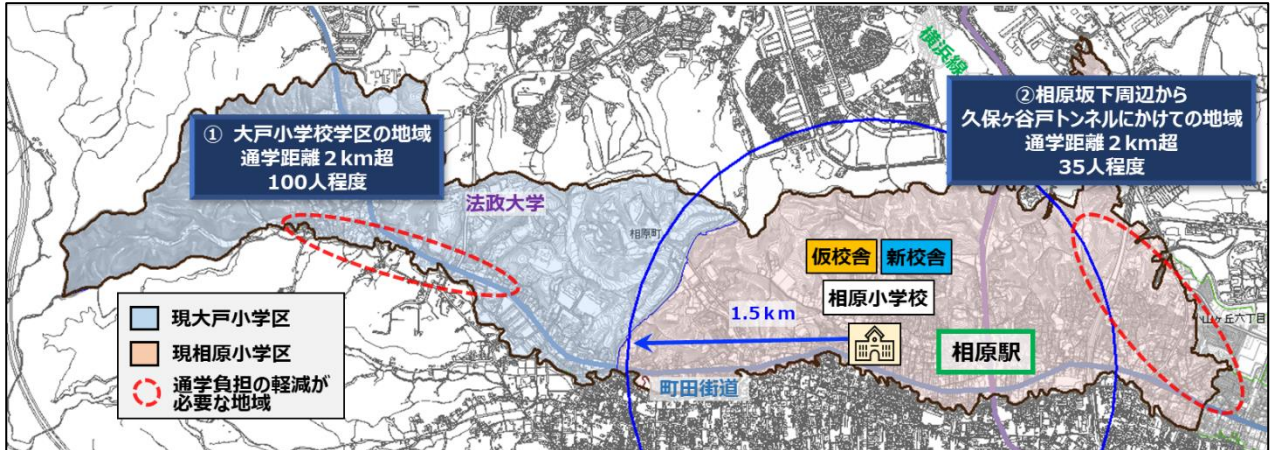 横浜線
① 大戸小学校学区の地域
通学距離２km超
100人程度
②相原坂下周辺から
久保ヶ谷戸トンネルにかけての地域
通学距離２km超
35人程度
法政大学
相原町
仮校舎
新校舎
相原小学校
1.5ｋｍ
相原駅
町田街道
現大戸小学区
現相原小学区
通学負担の軽減が
必要な地域